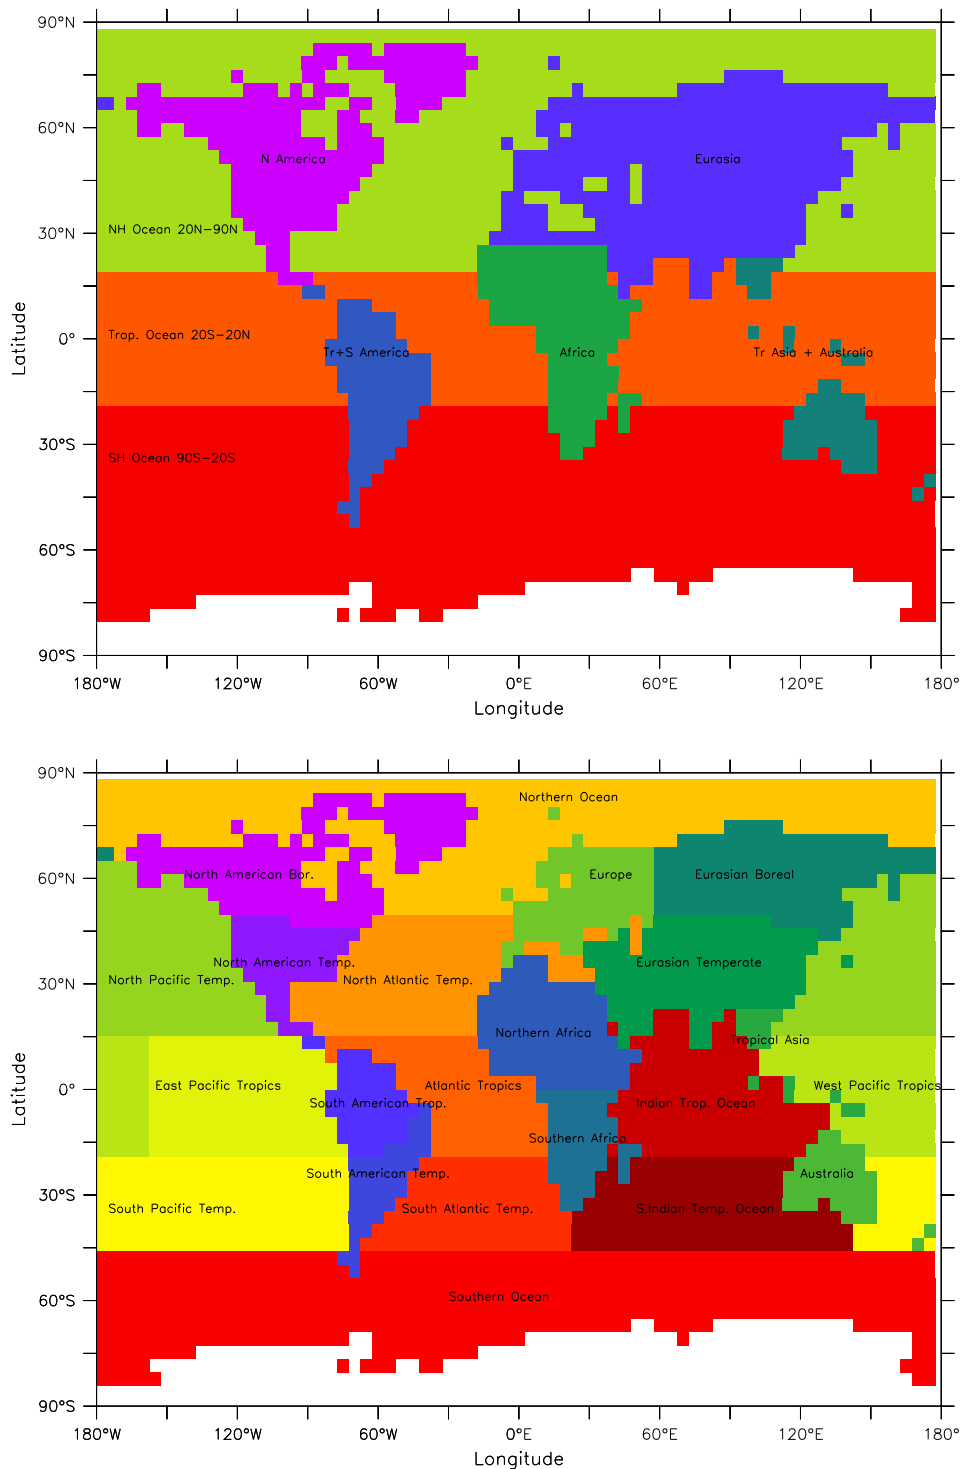 90°N
60°N
N America
Eurasia
NH Ocean 20N-90N
30°N
Latitude
Trop. Ocean 20S-20N
0°
Tr+S America
Africa
Tr Asia + Australia
30°S
SH Ocean 90S-20S
60°S
90°S
180°W 120°W 60°W 0°E 60°E 120°E 180°
Longitude
90°N
Northern Ocean
60°N
North American Bor.
Europe
Eurasian Boreal
North American Temp.
Eurasian Temperate
North Pacific Temp.
North Atlantic Temp.
30°N
Northern Africa
Tropical Asia
Latitude
East Pacific Tropics
Atlantic Tropics
West Pacific Tropics
0°
South American Trop.
Indian Trop. Ocean
Southern Africa
South American Temp.
Australia
30°S
South Pacific Temp.
South Atlantic Temp.
S.Indian Temp. Ocean
Southern Ocean
60°S
90°S
180°W 120°W 60°W 0°E 60°E 120°E 180°
Longitude